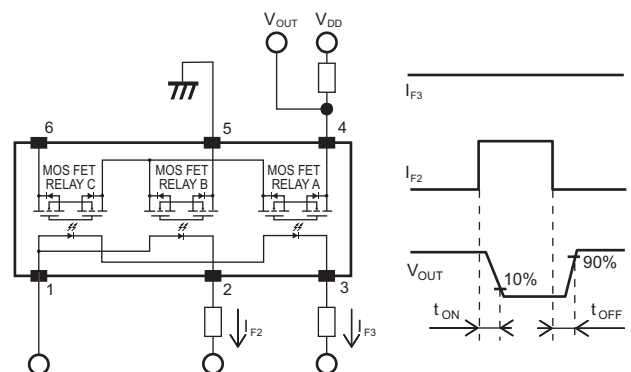 VOUT VDD
6 5 4
MOS FET
RELAY C
MOS FET
RELAY B
MOS FET
RELAY A
1 2 3
IF2 IF3
IF3
IF2
VOUT
10%
90%
tON tOFF